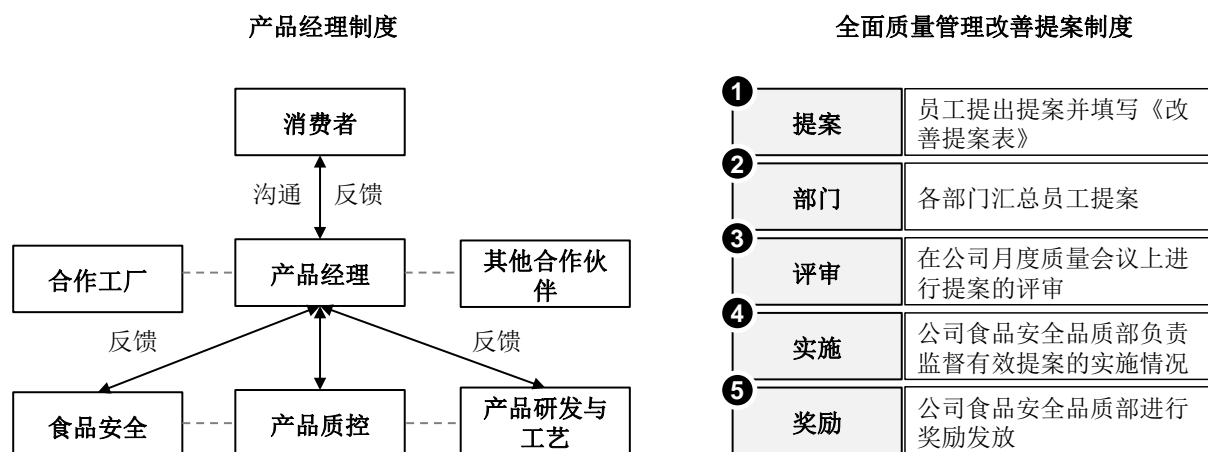 产品经理制度
消费者
沟通
反馈
合作工厂
产品经理
其他合作伙
伴
反馈
反馈
食品安全
产品质控
产品研发与
工艺
全面质量管理改善提案制度
1
提案
员工提出提案并填写《改
善提案表》
2
部门
各部门汇总员工提案
3
评审
在公司月度质量会议上进
行提案的评审
4
实施
公司食品安全品质部负责
监督有效提案的实施情况
5
奖励
公司食品安全品质部进行
奖励发放